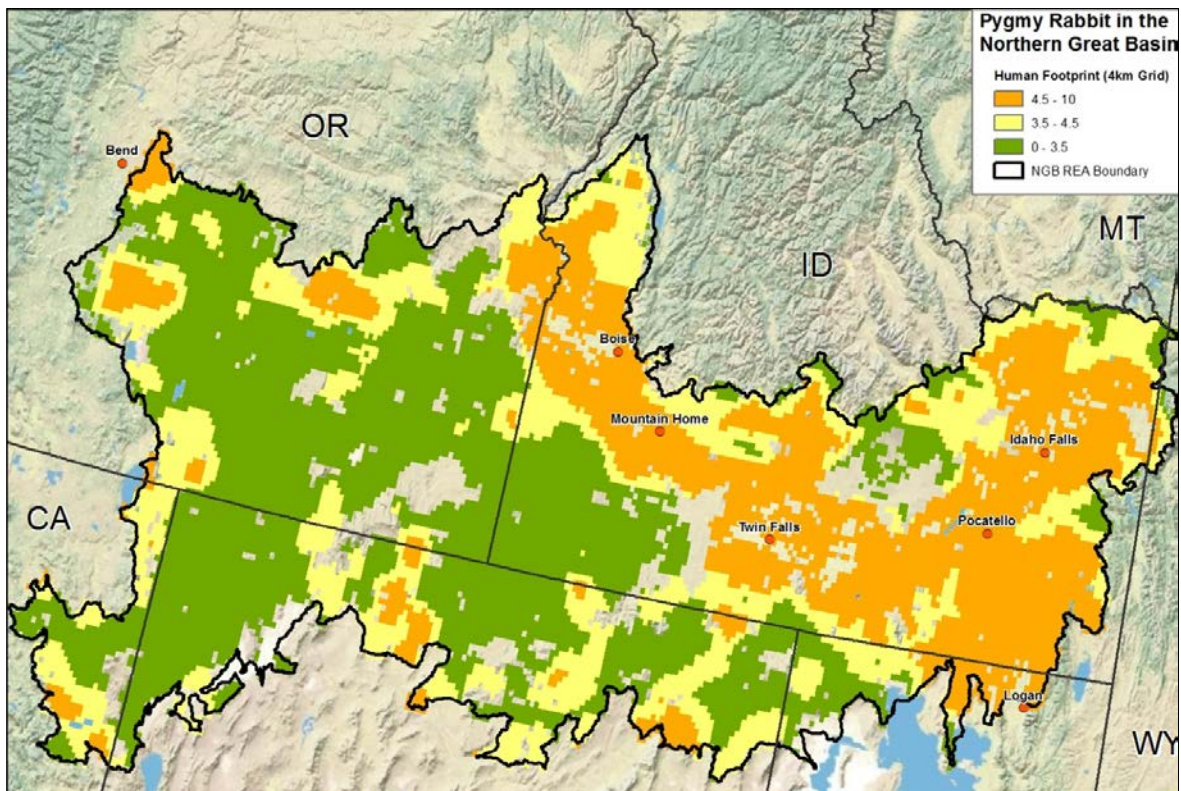 Pygmy Rabbit in the
Northern Great Basin
Human Footprint (4km Grid)
4.5 - 10
3.5 - 4.5
0 - 3.5
NGB REA Boundary
OR
Bend
MT
ID
Boise
Mountain Home
Idaho Falls
CA
Twin Falls
Pocatello
Logan
WY